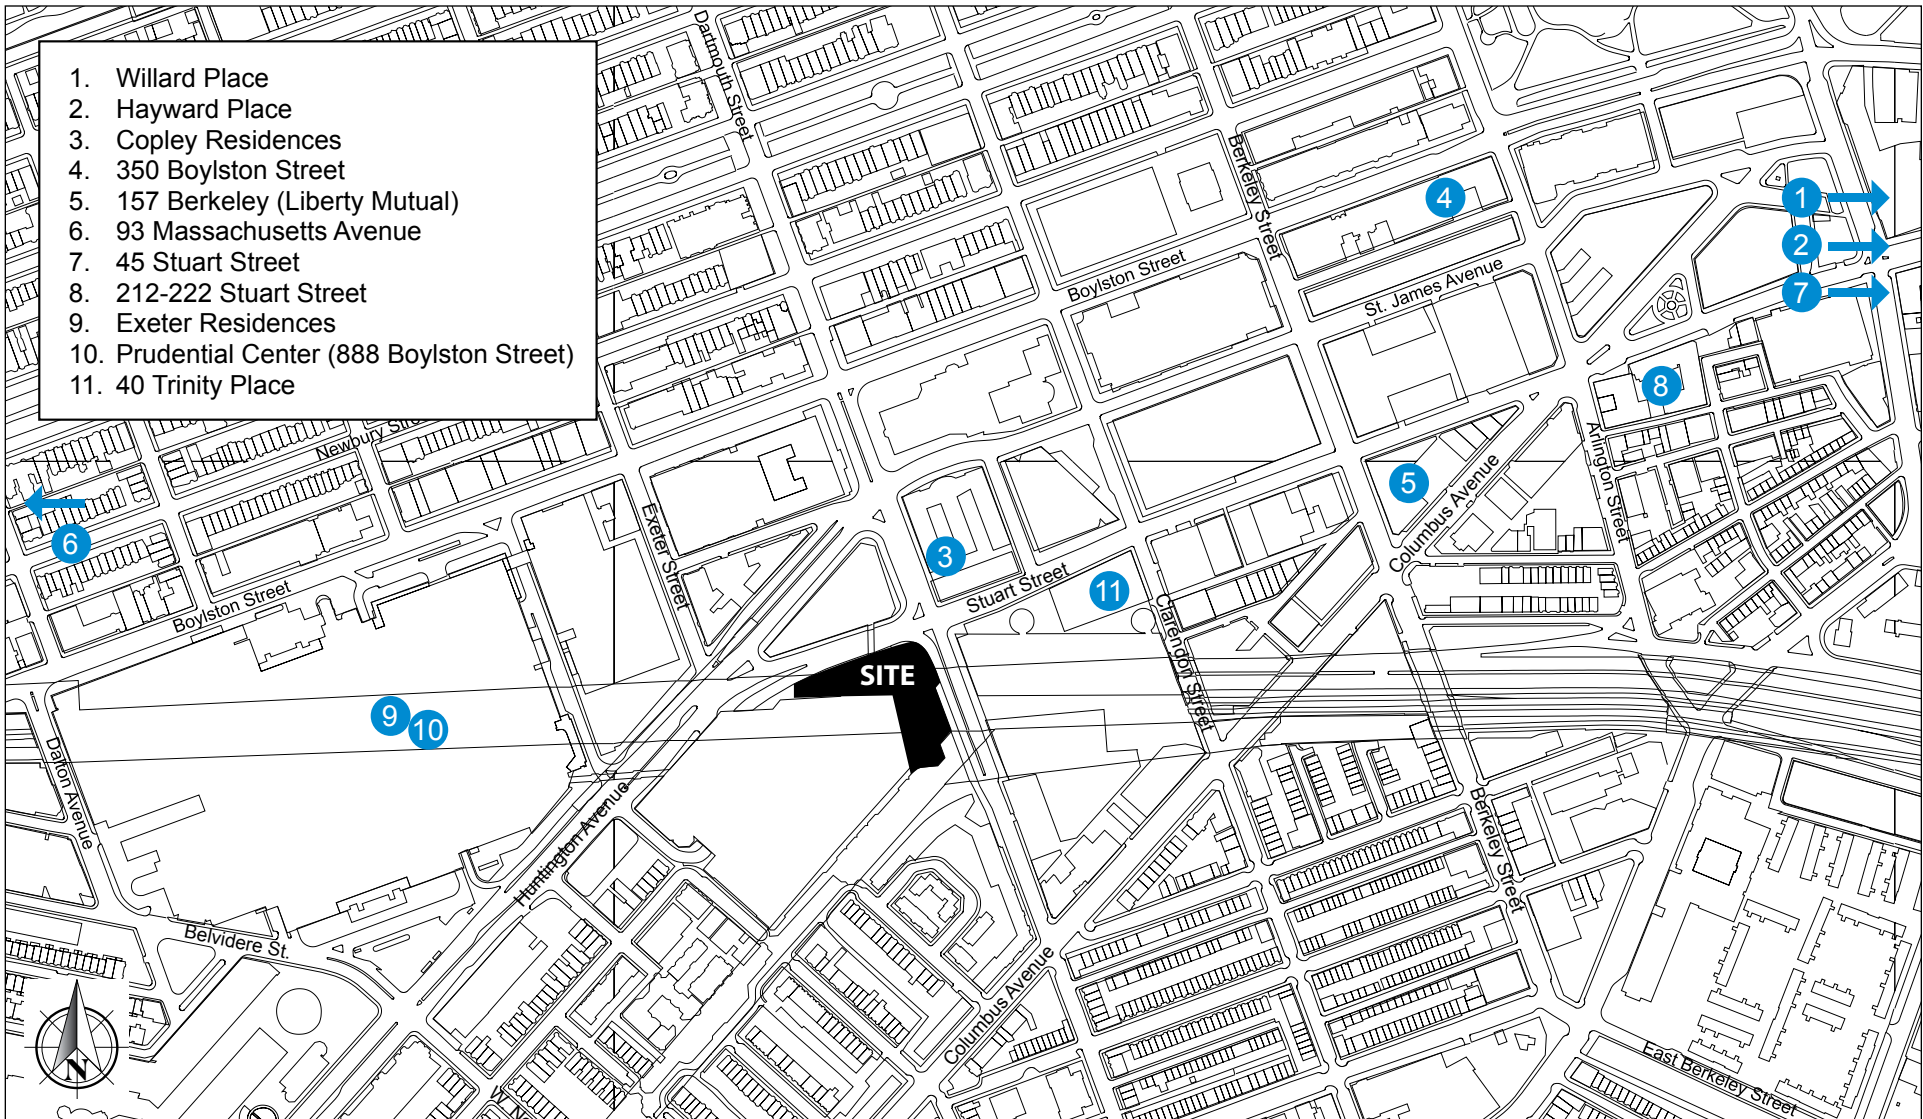 1. Willard Place
2. Hayward Place
3. Copley Residences
4. 350 Boylston Street
5. 157 Berkeley (Liberty Mutual)
6. 93 Massachusetts Avenue
7. 45 Stuart Street
8. 212-222 Stuart Street
9. Exeter Residences
10. Prudential Center (888 Boylston Street)
11. 40 Trinity Place
Dartmouth Street
Berkeley Street
4
1
2
7
Boylston Street
St. James Avenue
8
Newbury
Arlington Street
5
Columbus Avenue
6
Exeter Street
3
Stuart Street
11
Clarendon Street
Boylston Street
SITE
9
10
Dalton Avenue
Huntington Avenue
Berkeley Street
Belvidere St.
Columbus Avenue
N
East Berkeley Street